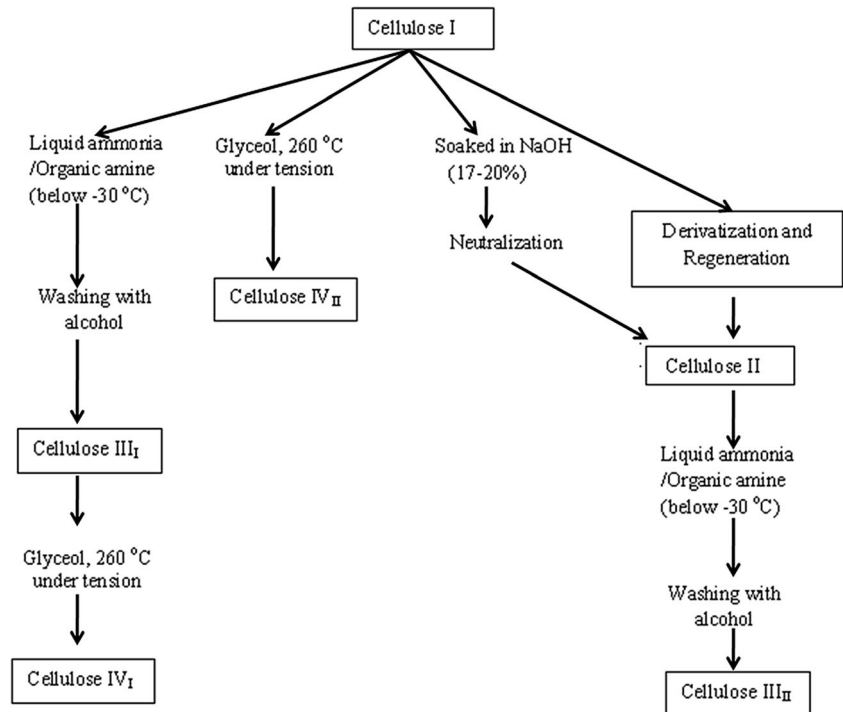 Cellulose I
Liquid ammonia
/Organic amine
(below -30 °C)
Glyceol, 260 °C
under tension
Soaked in NaOH
(17-20%)
Derivatization and
Regeneration
Neutralization
Washing with
alcohol
Cellulose IVII
Cellulose II
Cellulose IIII
Liquid ammonia
/Organic amine
(below -30 °C)
Glyceol, 260 °C
under tension
Washing with
alcohol
Cellulose IVI
Cellulose IIIII